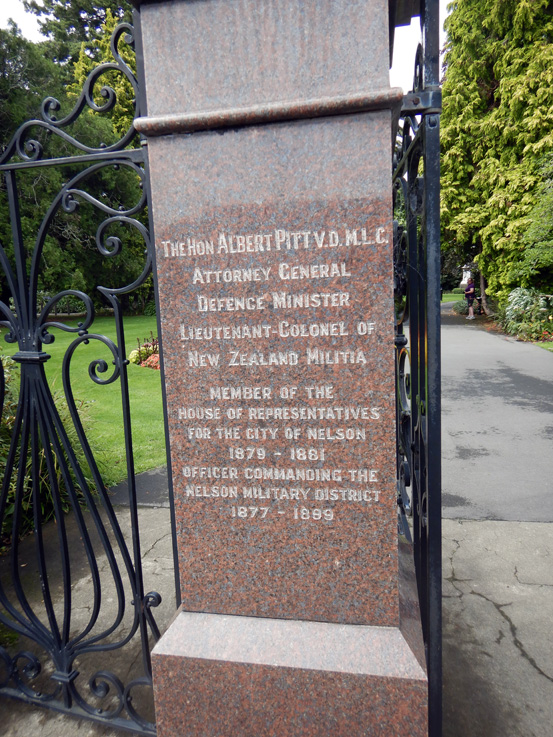 THE HON ALBERT PITT V.D. M.L.C.
ATTORNEY GENERAL
DEFENCE MINISTER
LIEUTENANT-COLONEL OF
NEW ZEALAND MILITIA
MEMBER OF THE
HOUSE OF REPRESENTATIVES
FOR THE CITY OF NELSON
1879 - 1881
OFFICER COMMANDING THE
NELSON MILITARY DISTRICT
1877 - 1899